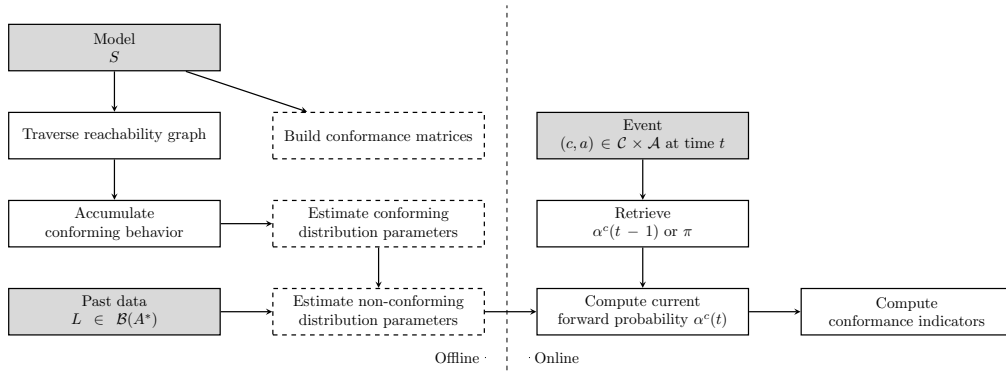 Model
S
Traverse reachability graph
Build conformance matrices
Event
(c, a) ∈ C × A at time t
Accumulate
conforming behavior
Estimate conforming
distribution parameters
Retrieve
α^c(t − 1) or π
Past data
L ∈ B(A*)
Estimate non-conforming
distribution parameters
Compute current
forward probability α^c(t)
Compute
conformance indicators
Offline
Online